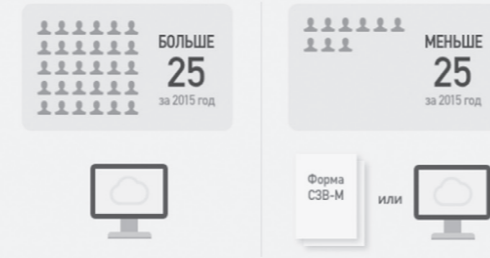 БОЛЬШЕ
25
за 2015 год
МЕНЬШЕ
25
за 2015 год
Форма
СЗВ-М
или